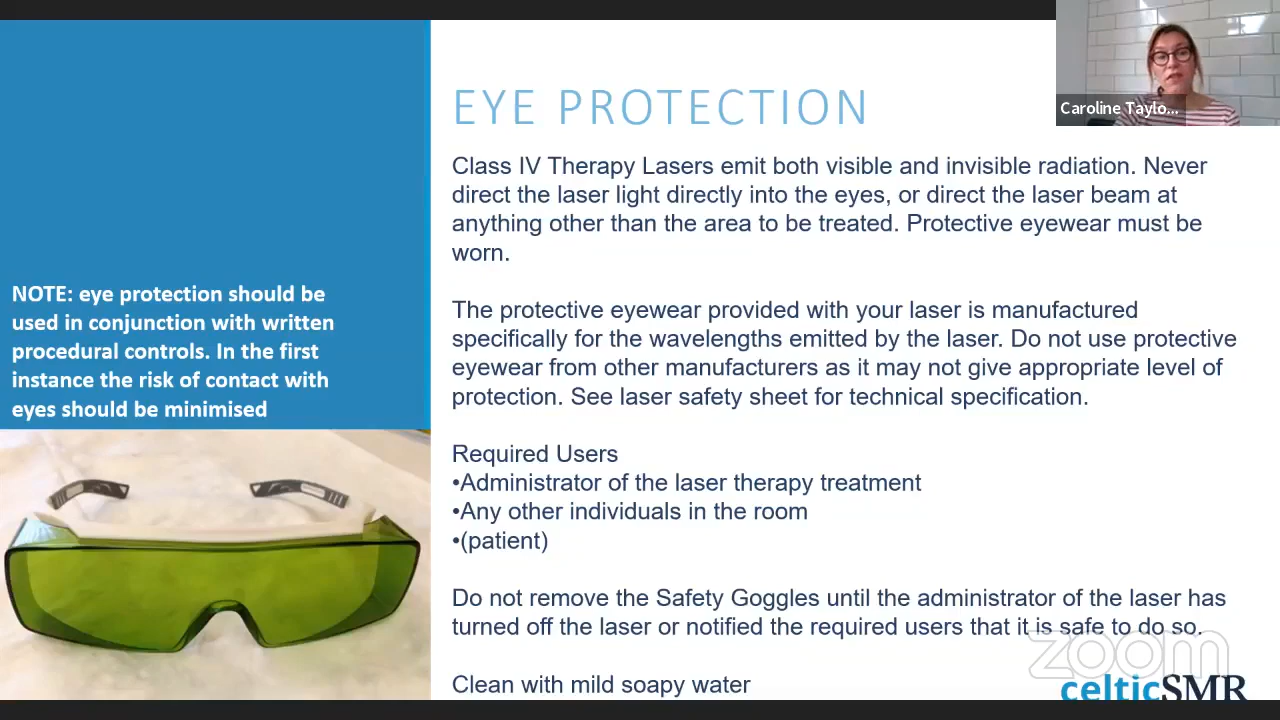 EYE PROTECTION
Caroline Taylo...
Class IV Therapy Lasers emit both visible and invisible radiation. Never
direct the laser light directly into the eyes, or direct the laser beam at
anything other than the area to be treated. Protective eyewear must be
worn.
The protective eyewear provided with your laser is manufactured
specifically for the wavelengths emitted by the laser. Do not use protective
eyewear from other manufacturers as it may not give appropriate level of
protection. See laser safety sheet for technical specification.
Required Users
•Administrator of the laser therapy treatment
•Any other individuals in the room
•(patient)
Do not remove the Safety Goggles until the administrator of the laser has
turned off the laser or notified the required users that it is safe to do so.
Clean with mild soapy water
NOTE: eye protection should be
used in conjunction with written
procedural controls. In the first
instance the risk of contact with
eyes should be minimised
zoom
celticSMR